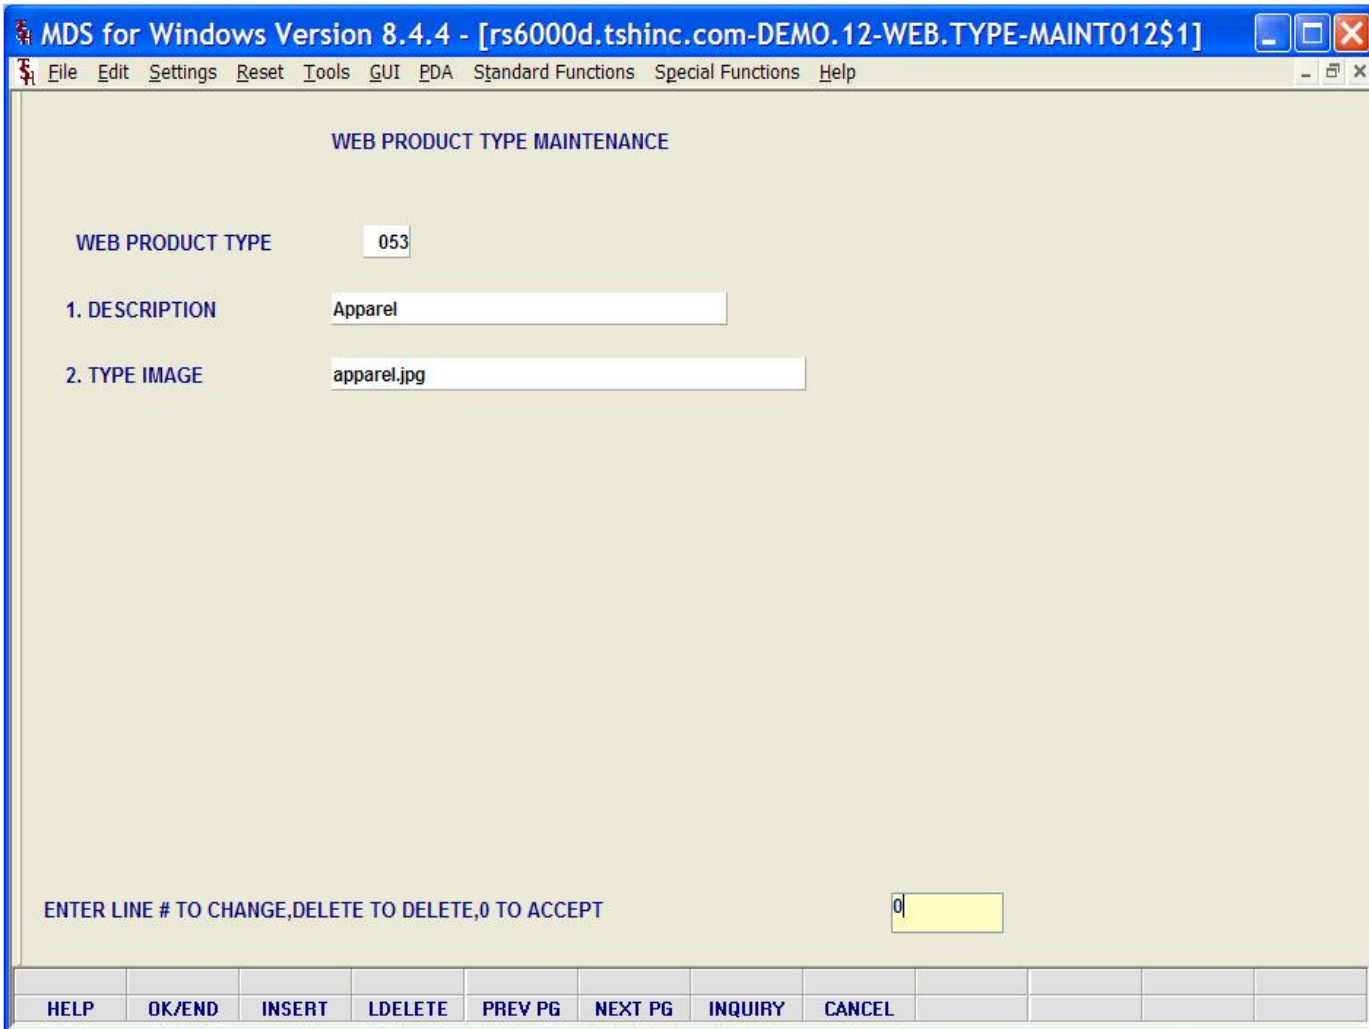 MDS for Windows Version 8.4.4 - [rs6000d.tshinc.com-DEMO.12-WEB.TYPE-MAINT012$1]
File Edit Settings Reset Tools GUI PDA Standard Functions Special Functions Help
WEB PRODUCT TYPE MAINTENANCE
WEB PRODUCT TYPE 053
1. DESCRIPTION Apparel
2. TYPE IMAGE apparel.jpg
ENTER LINE # TO CHANGE,DELETE TO DELETE,0 TO ACCEPT 0
HELP OK/END INSERT LDELETE PREV PG NEXT PG INQUIRY CANCEL